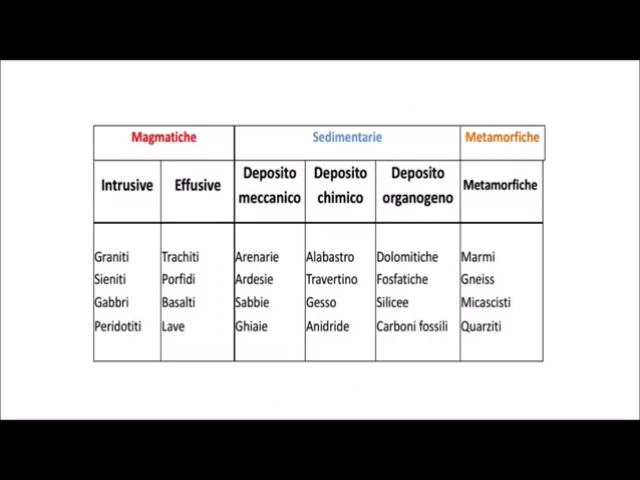 Magmatiche Sedimentarie Metamorfiche
Intrusive Effusive Deposito meccanico Deposito chimico Deposito organogeno Metamorfiche
Graniti Trachiti Arenarie Alabastro Dolomitiche Marmi
Sieniti Porfidi Ardesie Travertino Fosfatiche Gneiss
Gabbri Basalti Sabbie Gesso Silicee Micascisti
Peridotiti Lave Ghiaie Anidride Carboni fossili Quarziti